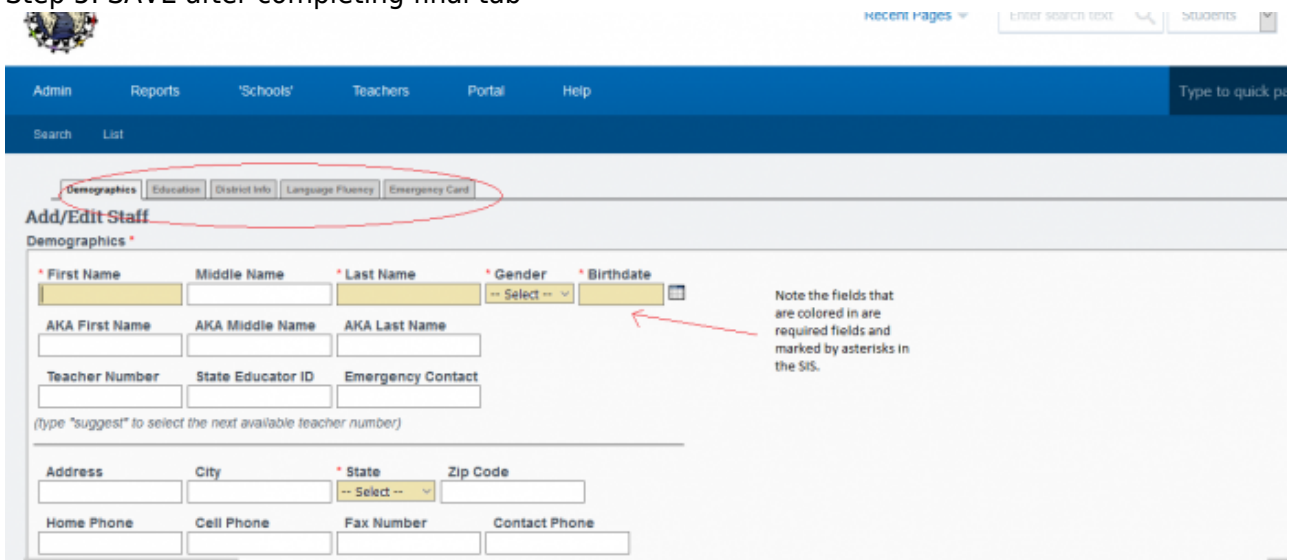 Step 5: SAVE after completing final tab
Recent Pages
Enter search text
Students
Admin Reports 'Schools' Teachers Portal Help
Type to quick pa
Search List
Demographics Education District Info Language Fluency Emergency Card
Add/Edit Staff
Demographics *
* First Name Middle Name * Last Name * Gender * Birthdate
-- Select --
AKA First Name AKA Middle Name AKA Last Name
Teacher Number State Educator ID Emergency Contact
(type "suggest" to select the next available teacher number)
Address City * State Zip Code
-- Select --
Home Phone Cell Phone Fax Number Contact Phone
Note the fields that
are colored in are
required fields and
marked by asterisks in
the SIS.